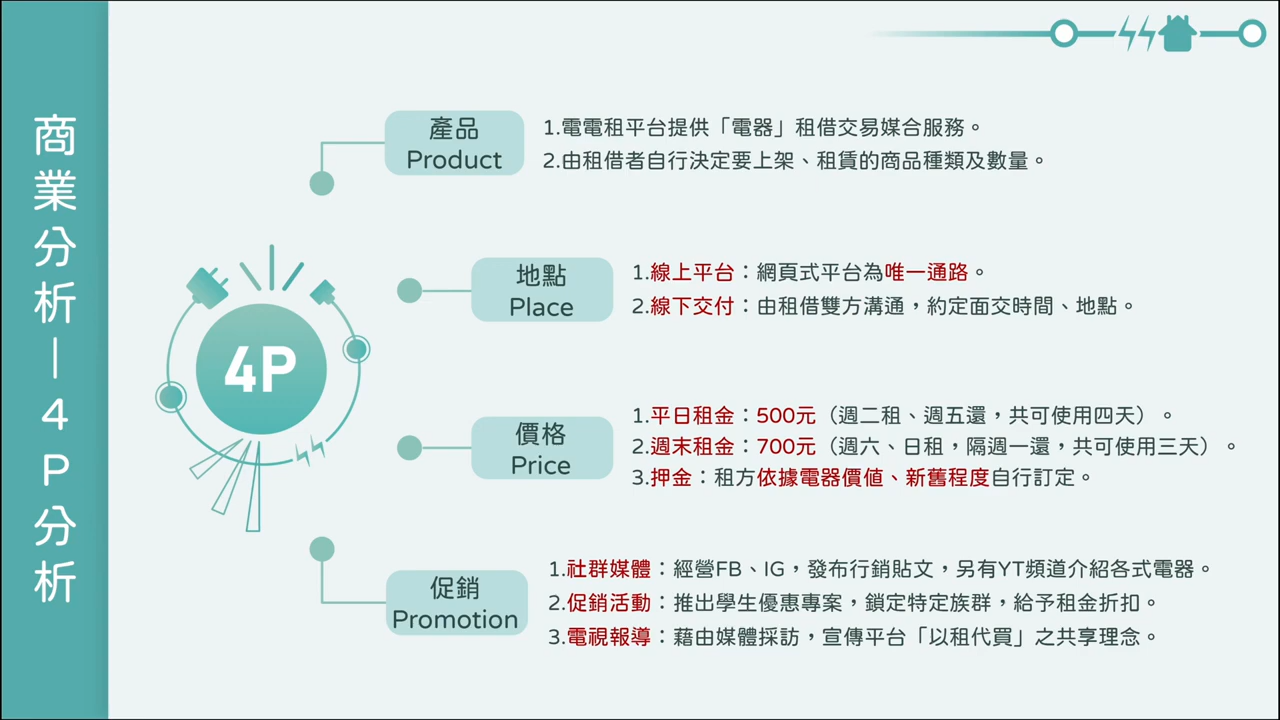 商業分析—4P分析
產品
Product
1.電電租平台提供「電器」租借交易媒合服務。
2.由租借者自行決定要上架、租賃的商品種類及數量。
4P
地點
Place
1.線上平台：網頁式平台為唯一通路。
2.線下交付：由租借雙方溝通，約定面交時間、地點。
價格
Price
1.平日租金：500元（週二租、週五還，共可使用四天）。
2.週末租金：700元（週六、日租，隔週一還，共可使用三天）。
3.押金：租方依據電器價值、新舊程度自行訂定。
促銷
Promotion
1.社群媒體：經營FB、IG，發布行銷貼文，另有YT頻道介紹各式電器。
2.促銷活動：推出學生優惠專案，鎖定特定族群，給予租金折扣。
3.電視報導：藉由媒體採訪，宣傳平台「以租代買」之共享理念。